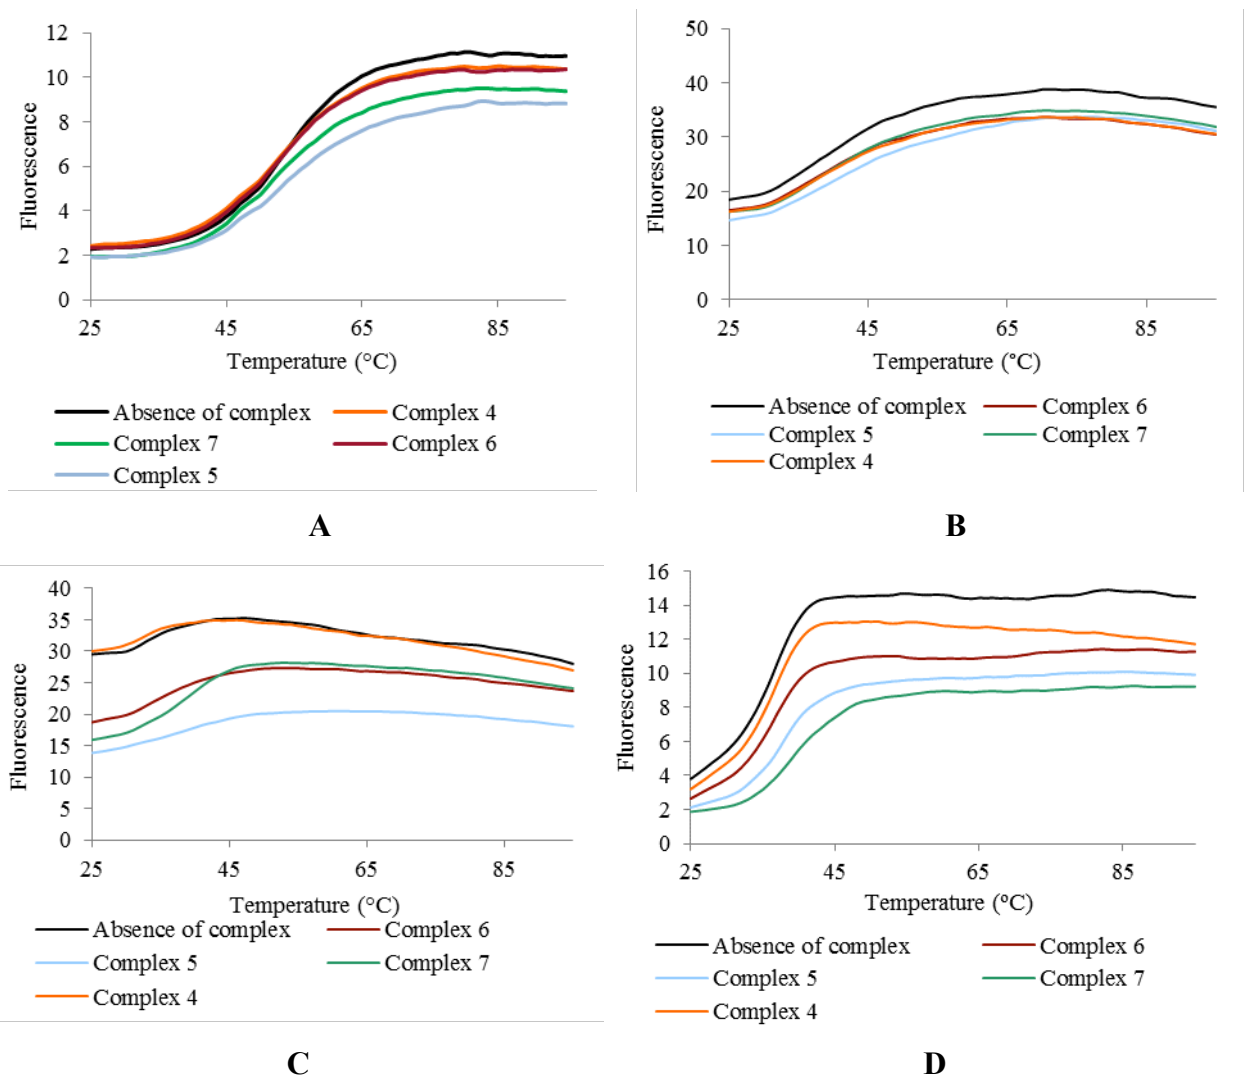 12
10
8
6
4
2
0
Fluorescence
25 45 65 85
Temperature (°C)
Absence of complex Complex 4
Complex 7 Complex 6
Complex 5
A
50
40
30
20
10
0
Fluorescence
25 45 65 85
Temperature (°C)
Absence of complex Complex 6
Complex 5 Complex 7
Complex 4
B
40
35
30
25
20
15
10
5
0
Fluorescence
25 45 65 85
Temperature (°C)
Absence of complex Complex 6
Complex 5 Complex 7
Complex 4
C
16
14
12
10
8
6
4
2
0
Fluorescence
25 45 65 85
Temperature (°C)
Absence of complex Complex 6
Complex 5 Complex 7
Complex 4
D